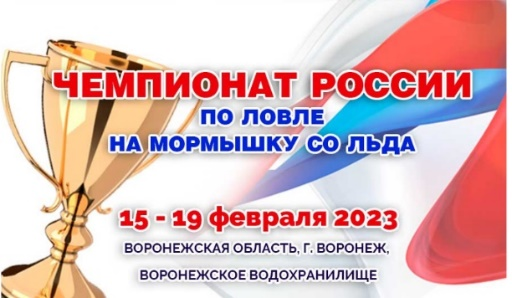 ЧЕМПИОНАТ РОССИИ
ПО ЛОВЛЕ
НА МОРМЫШКУ СО ЛЬДА
15 - 19 февраля 2023
ВОРОНЕЖСКАЯ ОБЛАСТЬ, Г. ВОРОНЕЖ,
ВОРОНЕЖСКОЕ ВОДОХРАНИЛИЩЕ